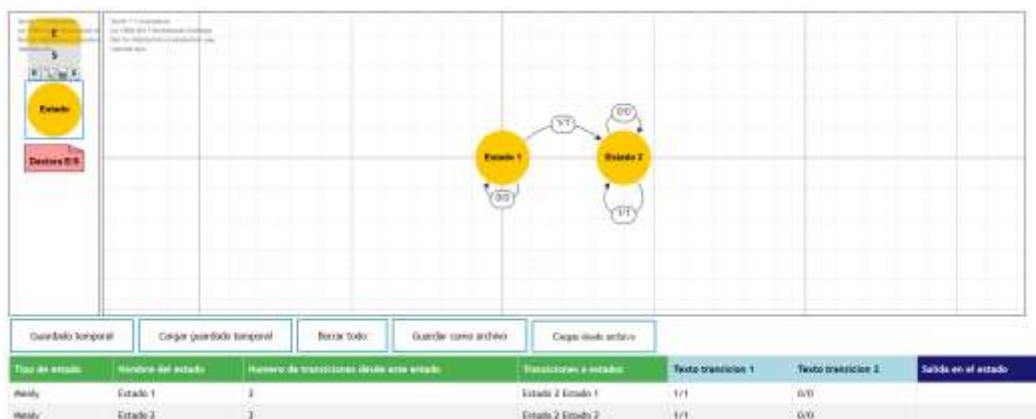 E
S
Estado
Destore E/S
1/1
0/0
Estado 1
Estado 2
0/0
1/1
Guardado temporal
Cargar guardado temporal
Borrar todo
Guardar como archivo
Cargar desde archivo
Tipo de estado Nombre del estado Numero de transiciones desde este estado Transiciones a estados Texto transicion 1 Texto transicion 2 Salida en el estado
Mealy Estado 1 2 Estado 2 Estado 1 1/1 0/0
Mealy Estado 2 2 Estado 2 Estado 2 1/1 0/0